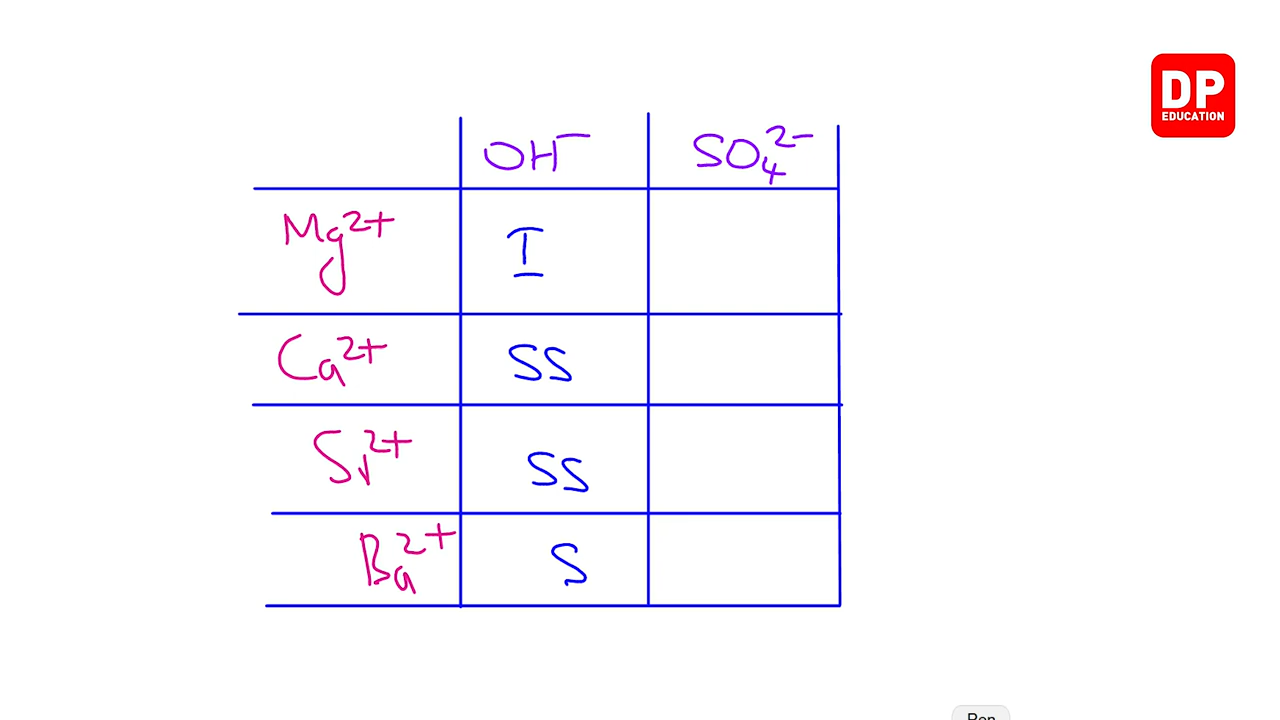 DP
EDUCATION
OH⁻ SO₄²⁻
Mg²⁺ I
Ca²⁺ SS
Sr²⁺ SS
Ba²⁺ S